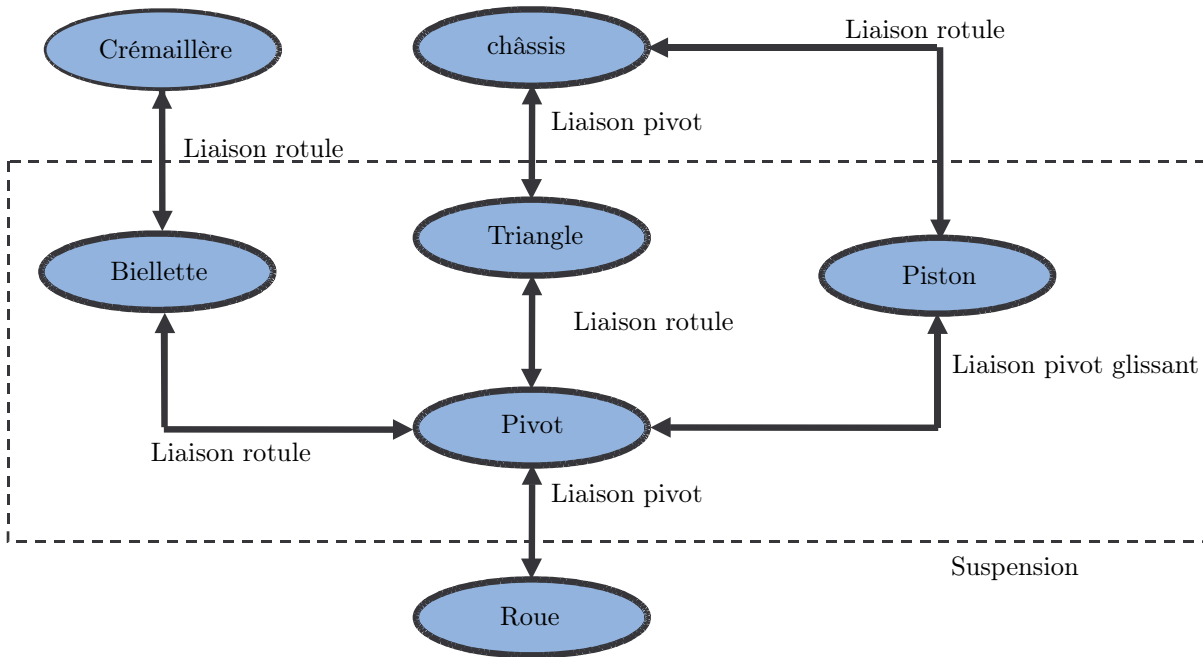 Crémaillère
châssis
Liaison rotule
Liaison pivot
Liaison rotule
Biellette
Triangle
Piston
Liaison rotule
Liaison pivot glissant
Pivot
Liaison rotule
Liaison pivot
Suspension
Roue